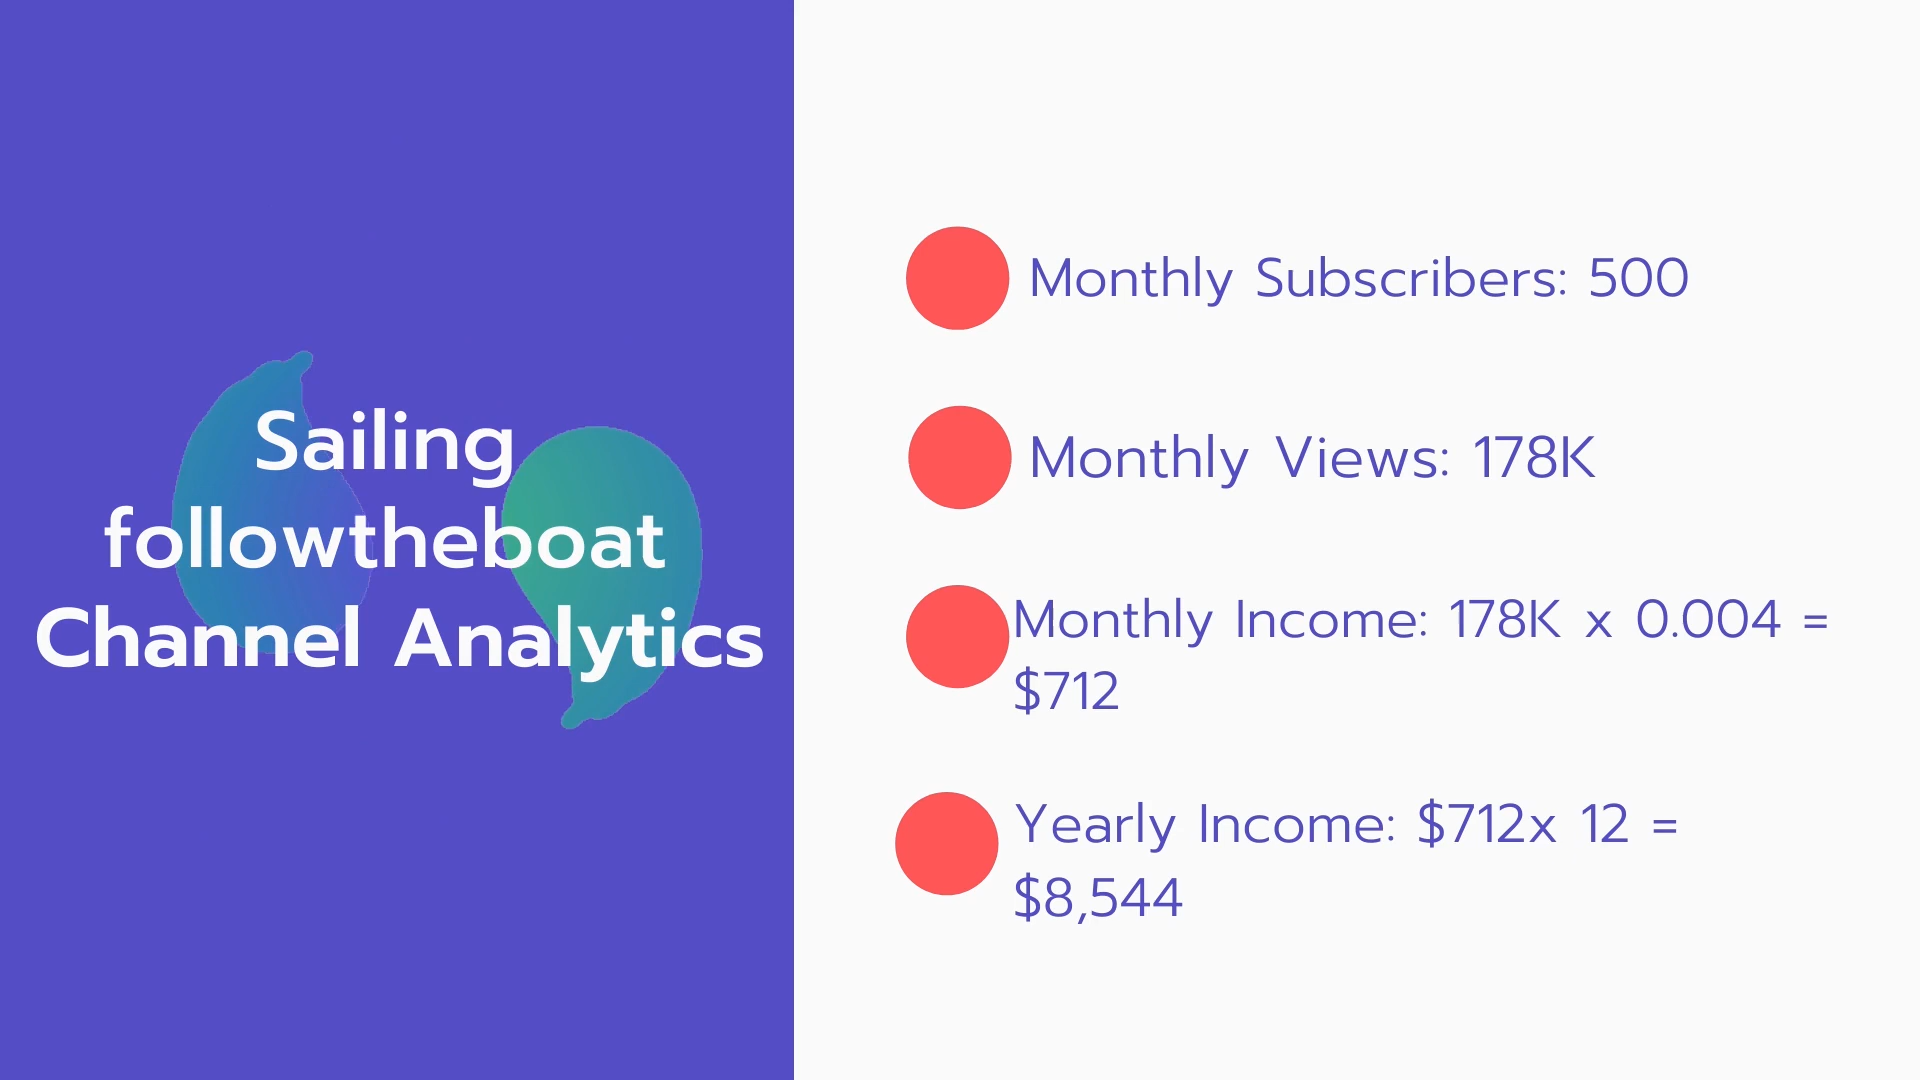 Sailing
followtheboat
Channel Analytics
Monthly Subscribers: 500
Monthly Views: 178K
Monthly Income: 178K x 0.004 =
$712
Yearly Income: $712x 12 =
$8,544